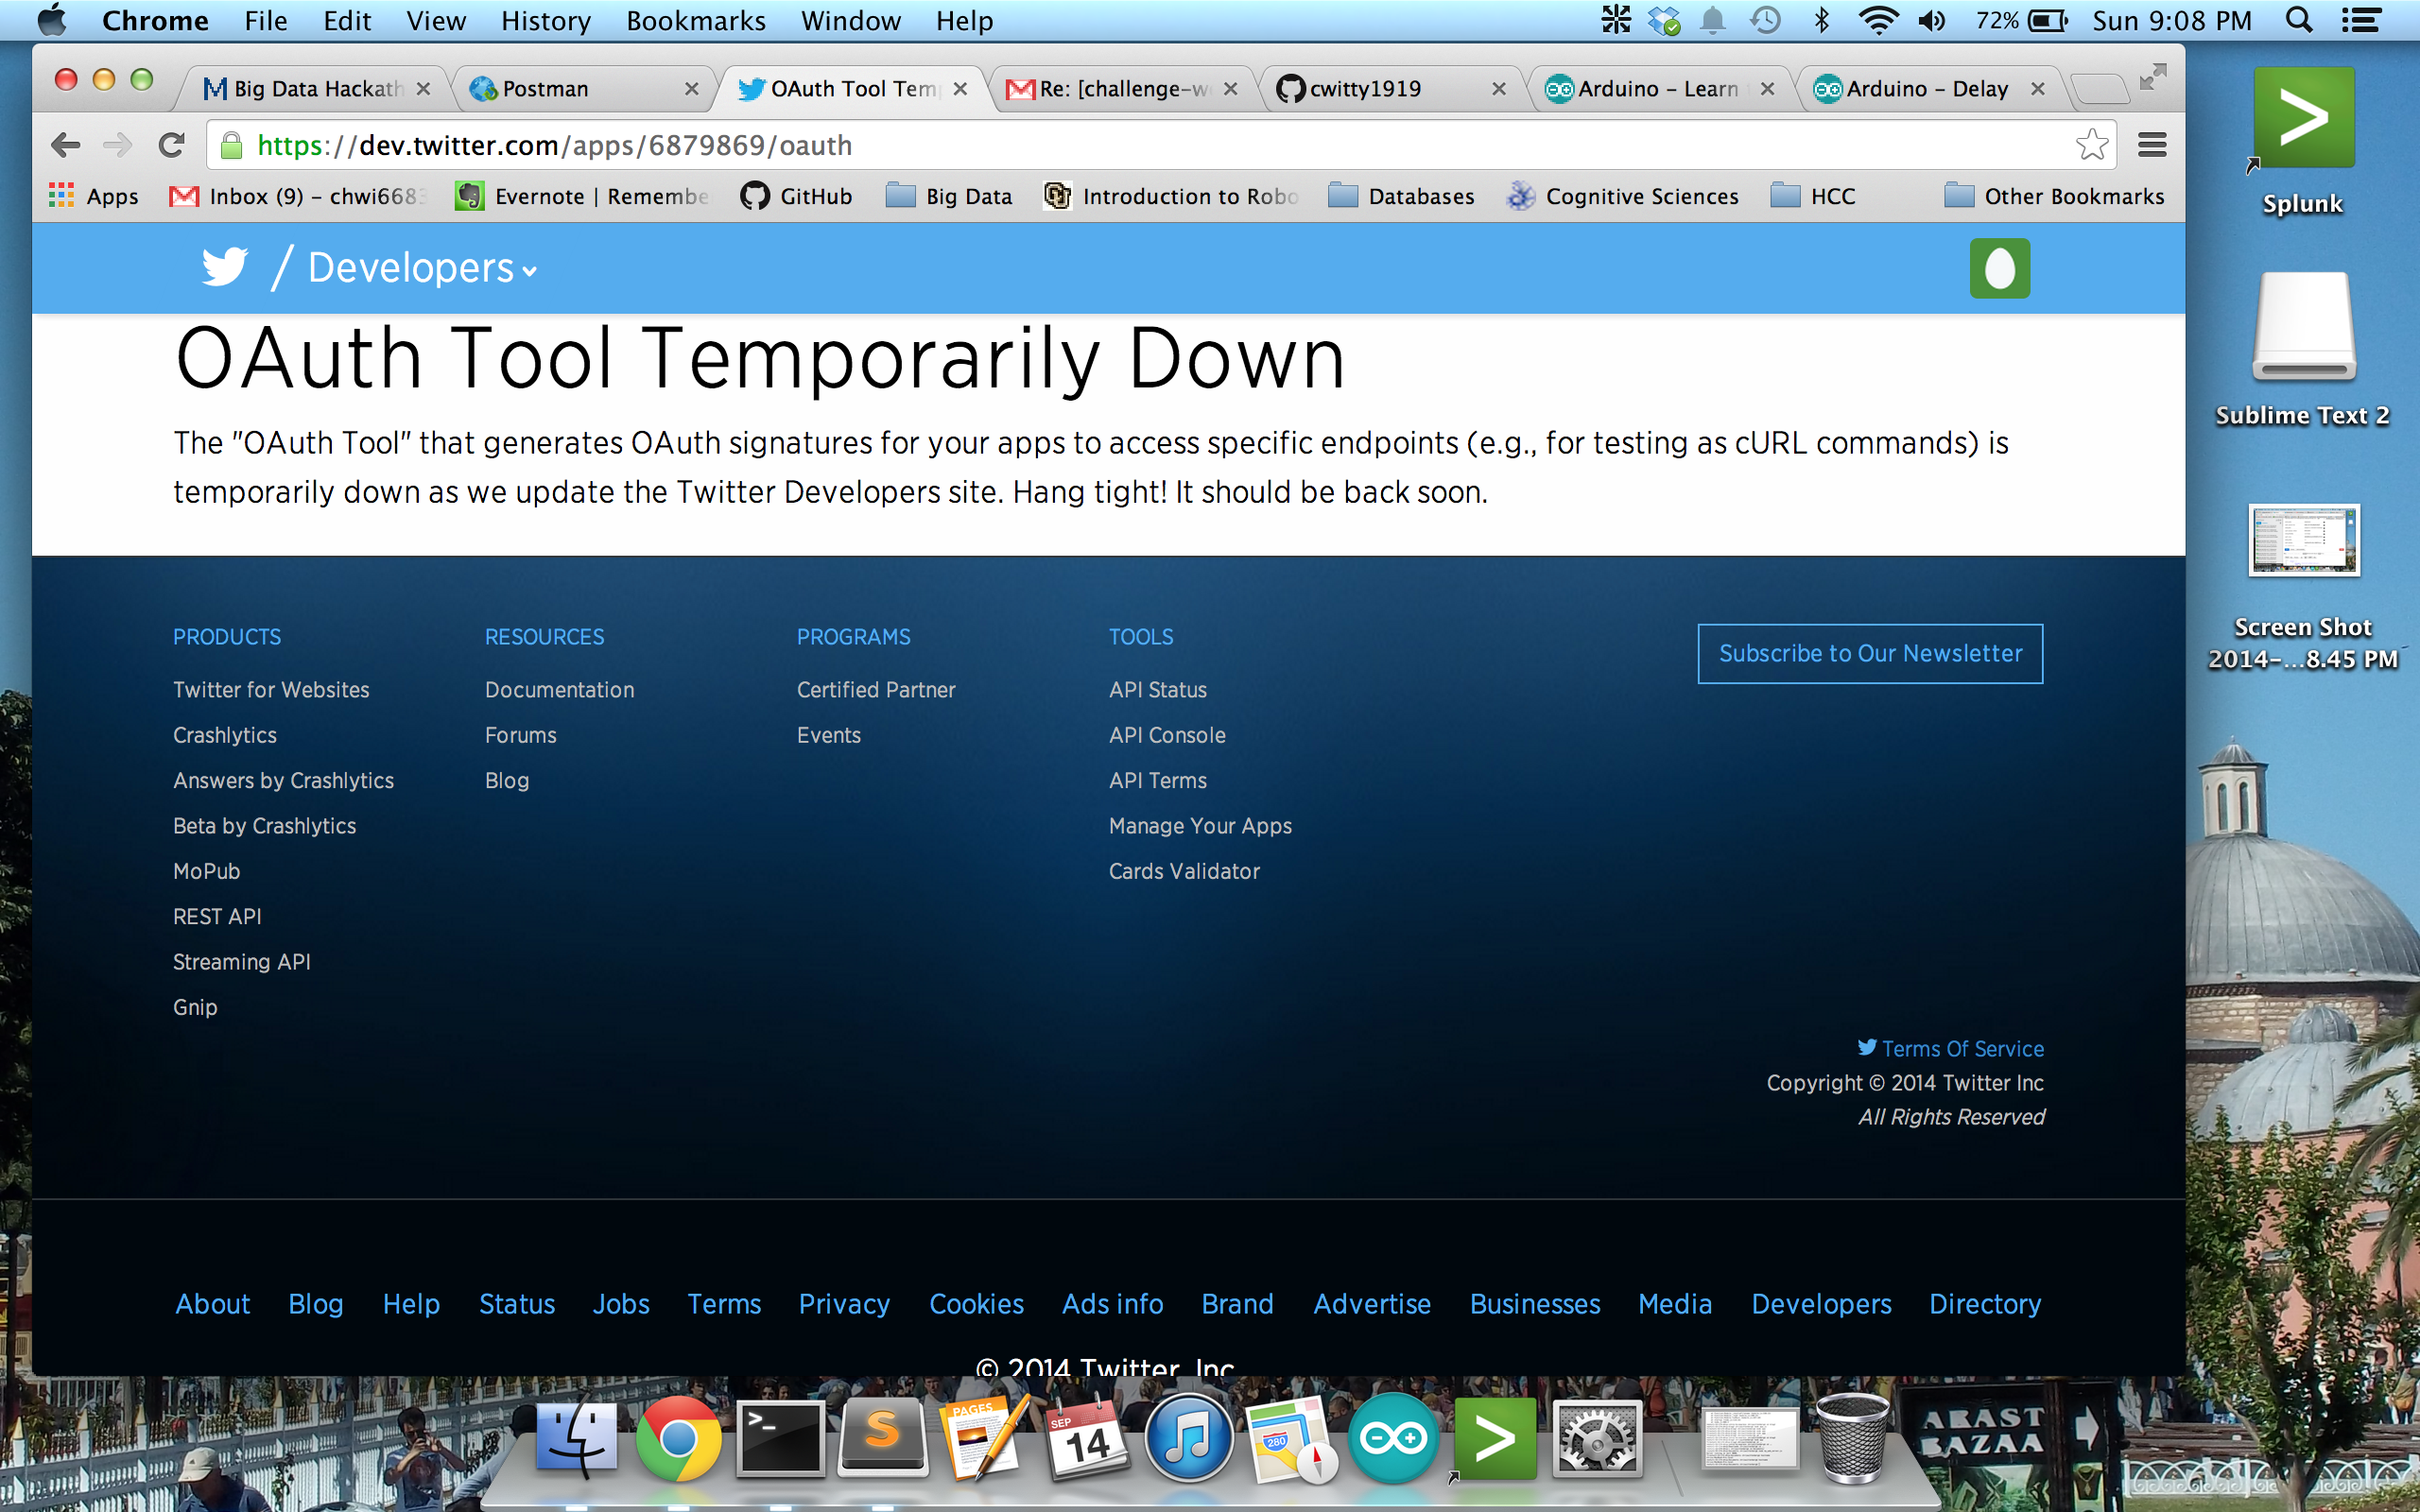 Chrome File Edit View History Bookmarks Window Help 72% Sun 9:08 PM
Big Data Hackath Postman OAuth Tool Temp Re: [challenge-w cwitty1919 Arduino - Learn Arduino - Delay
https://dev.twitter.com/apps/6879869/oauth
Apps Inbox (9) – chwi6683 Evernote | Remembe GitHub Big Data Introduction to Robo Databases Cognitive Sciences HCC Other Bookmarks
/ Developers
OAuth Tool Temporarily Down
The "OAuth Tool" that generates OAuth signatures for your apps to access specific endpoints (e.g., for testing as cURL commands) is
temporarily down as we update the Twitter Developers site. Hang tight! It should be back soon.
PRODUCTS
Twitter for Websites
Crashlytics
Answers by Crashlytics
Beta by Crashlytics
MoPub
REST API
Streaming API
Gnip
RESOURCES
Documentation
Forums
Blog
PROGRAMS
Certified Partner
Events
TOOLS
API Status
API Console
API Terms
Manage Your Apps
Cards Validator
Subscribe to Our Newsletter
Terms Of Service
Copyright © 2014 Twitter Inc
All Rights Reserved
About Blog Help Status Jobs Terms Privacy Cookies Ads info Brand Advertise Businesses Media Developers Directory
© 2014 Twitter, Inc.
Splunk
Sublime Text 2
Screen Shot
2014-...8.45 PM
PAGES
SEP
14
280
ARAST
BAZAA